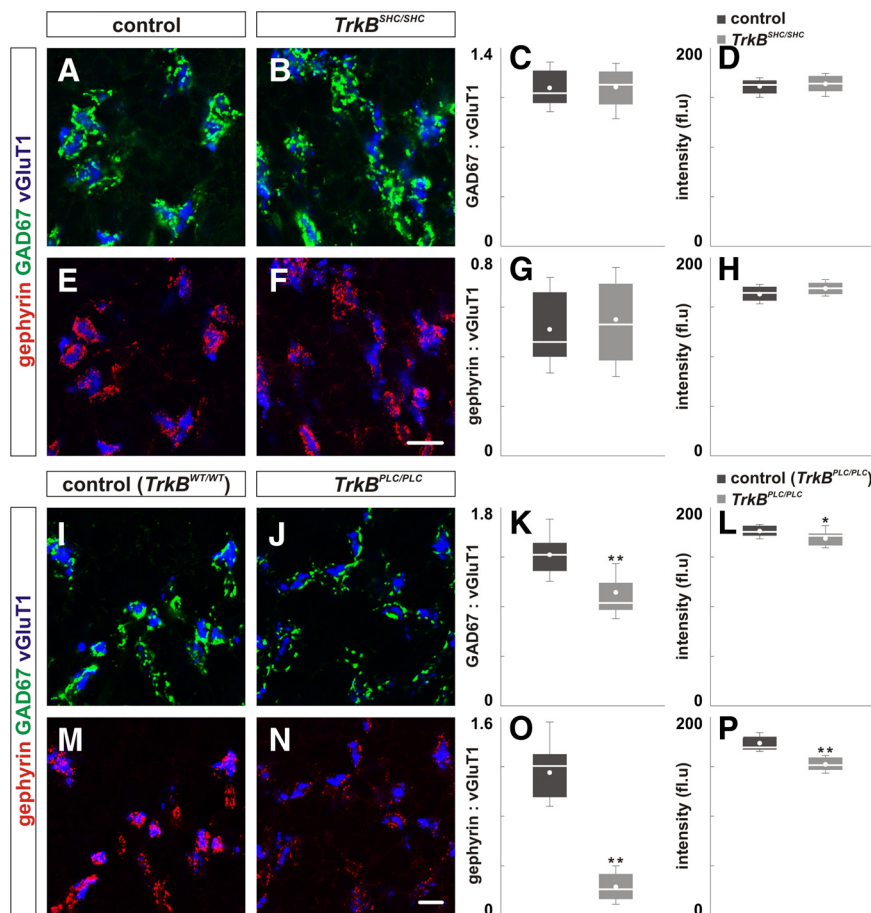 control
TrkB^SHC/SHC
control
TrkB^SHC/SHC
gephyrin GAD67 vGluT1
A
B
C
1.4
GAD67 : vGluT1
0
D
200
intensity (fl.u)
0
E
F
G
0.8
gephyrin : vGluT1
0
H
200
intensity (fl.u)
0
control (TrkB^WT/WT)
TrkB^PLC/PLC
control (TrkB^PLC/PLC)
TrkB^PLC/PLC
gephyrin GAD67 vGluT1
I
J
K
1.8
GAD67 : vGluT1
**
0
L
200
intensity (fl.u)
*
0
M
N
O
1.6
gephyrin : vGluT1
**
0
P
200
intensity (fl.u)
**
0